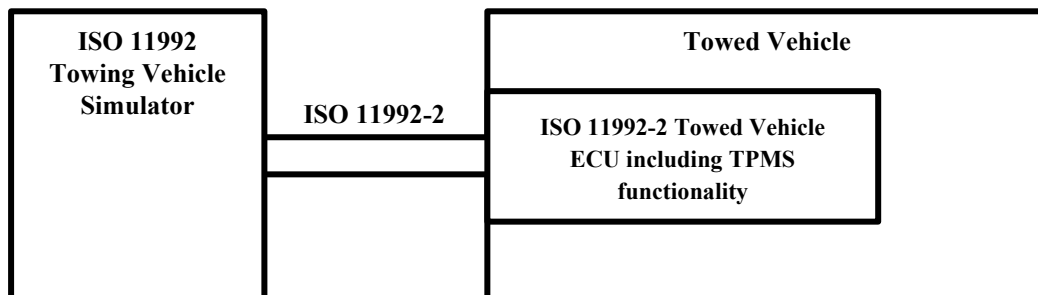 ISO 11992
Towing Vehicle
Simulator
ISO 11992-2
Towed Vehicle
ISO 11992-2 Towed Vehicle
ECU including TPMS
functionality